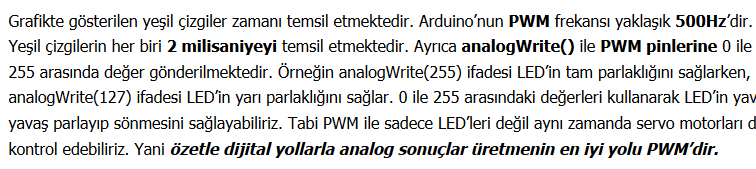 Grafikte gösterilen yeşil çizgiler zamanı temsil etmektedir. Arduino’nun PWM frekansı yaklaşık 500Hz’dir.
Yeşil çizgilerin her biri 2 milisaniyeyi temsil etmektedir. Ayrıca analogWrite() ile PWM pinlerine 0 ile
255 arasında değer gönderilmektedir. Örneğin analogWrite(255) ifadesi LED’in tam parlaklığını sağlarken,
analogWrite(127) ifadesi LED’in yarı parlaklığını sağlar. 0 ile 255 arasındaki değerleri kullanarak LED’in
yavaş parlayıp sönmesini sağlayabiliriz. Tabi PWM ile sadece LED’leri değil aynı zamanda servo motorları
kontrol edebiliriz. Yani özetle dijital yollarla analog sonuçlar üretmenin en iyi yolu PWM’dir.